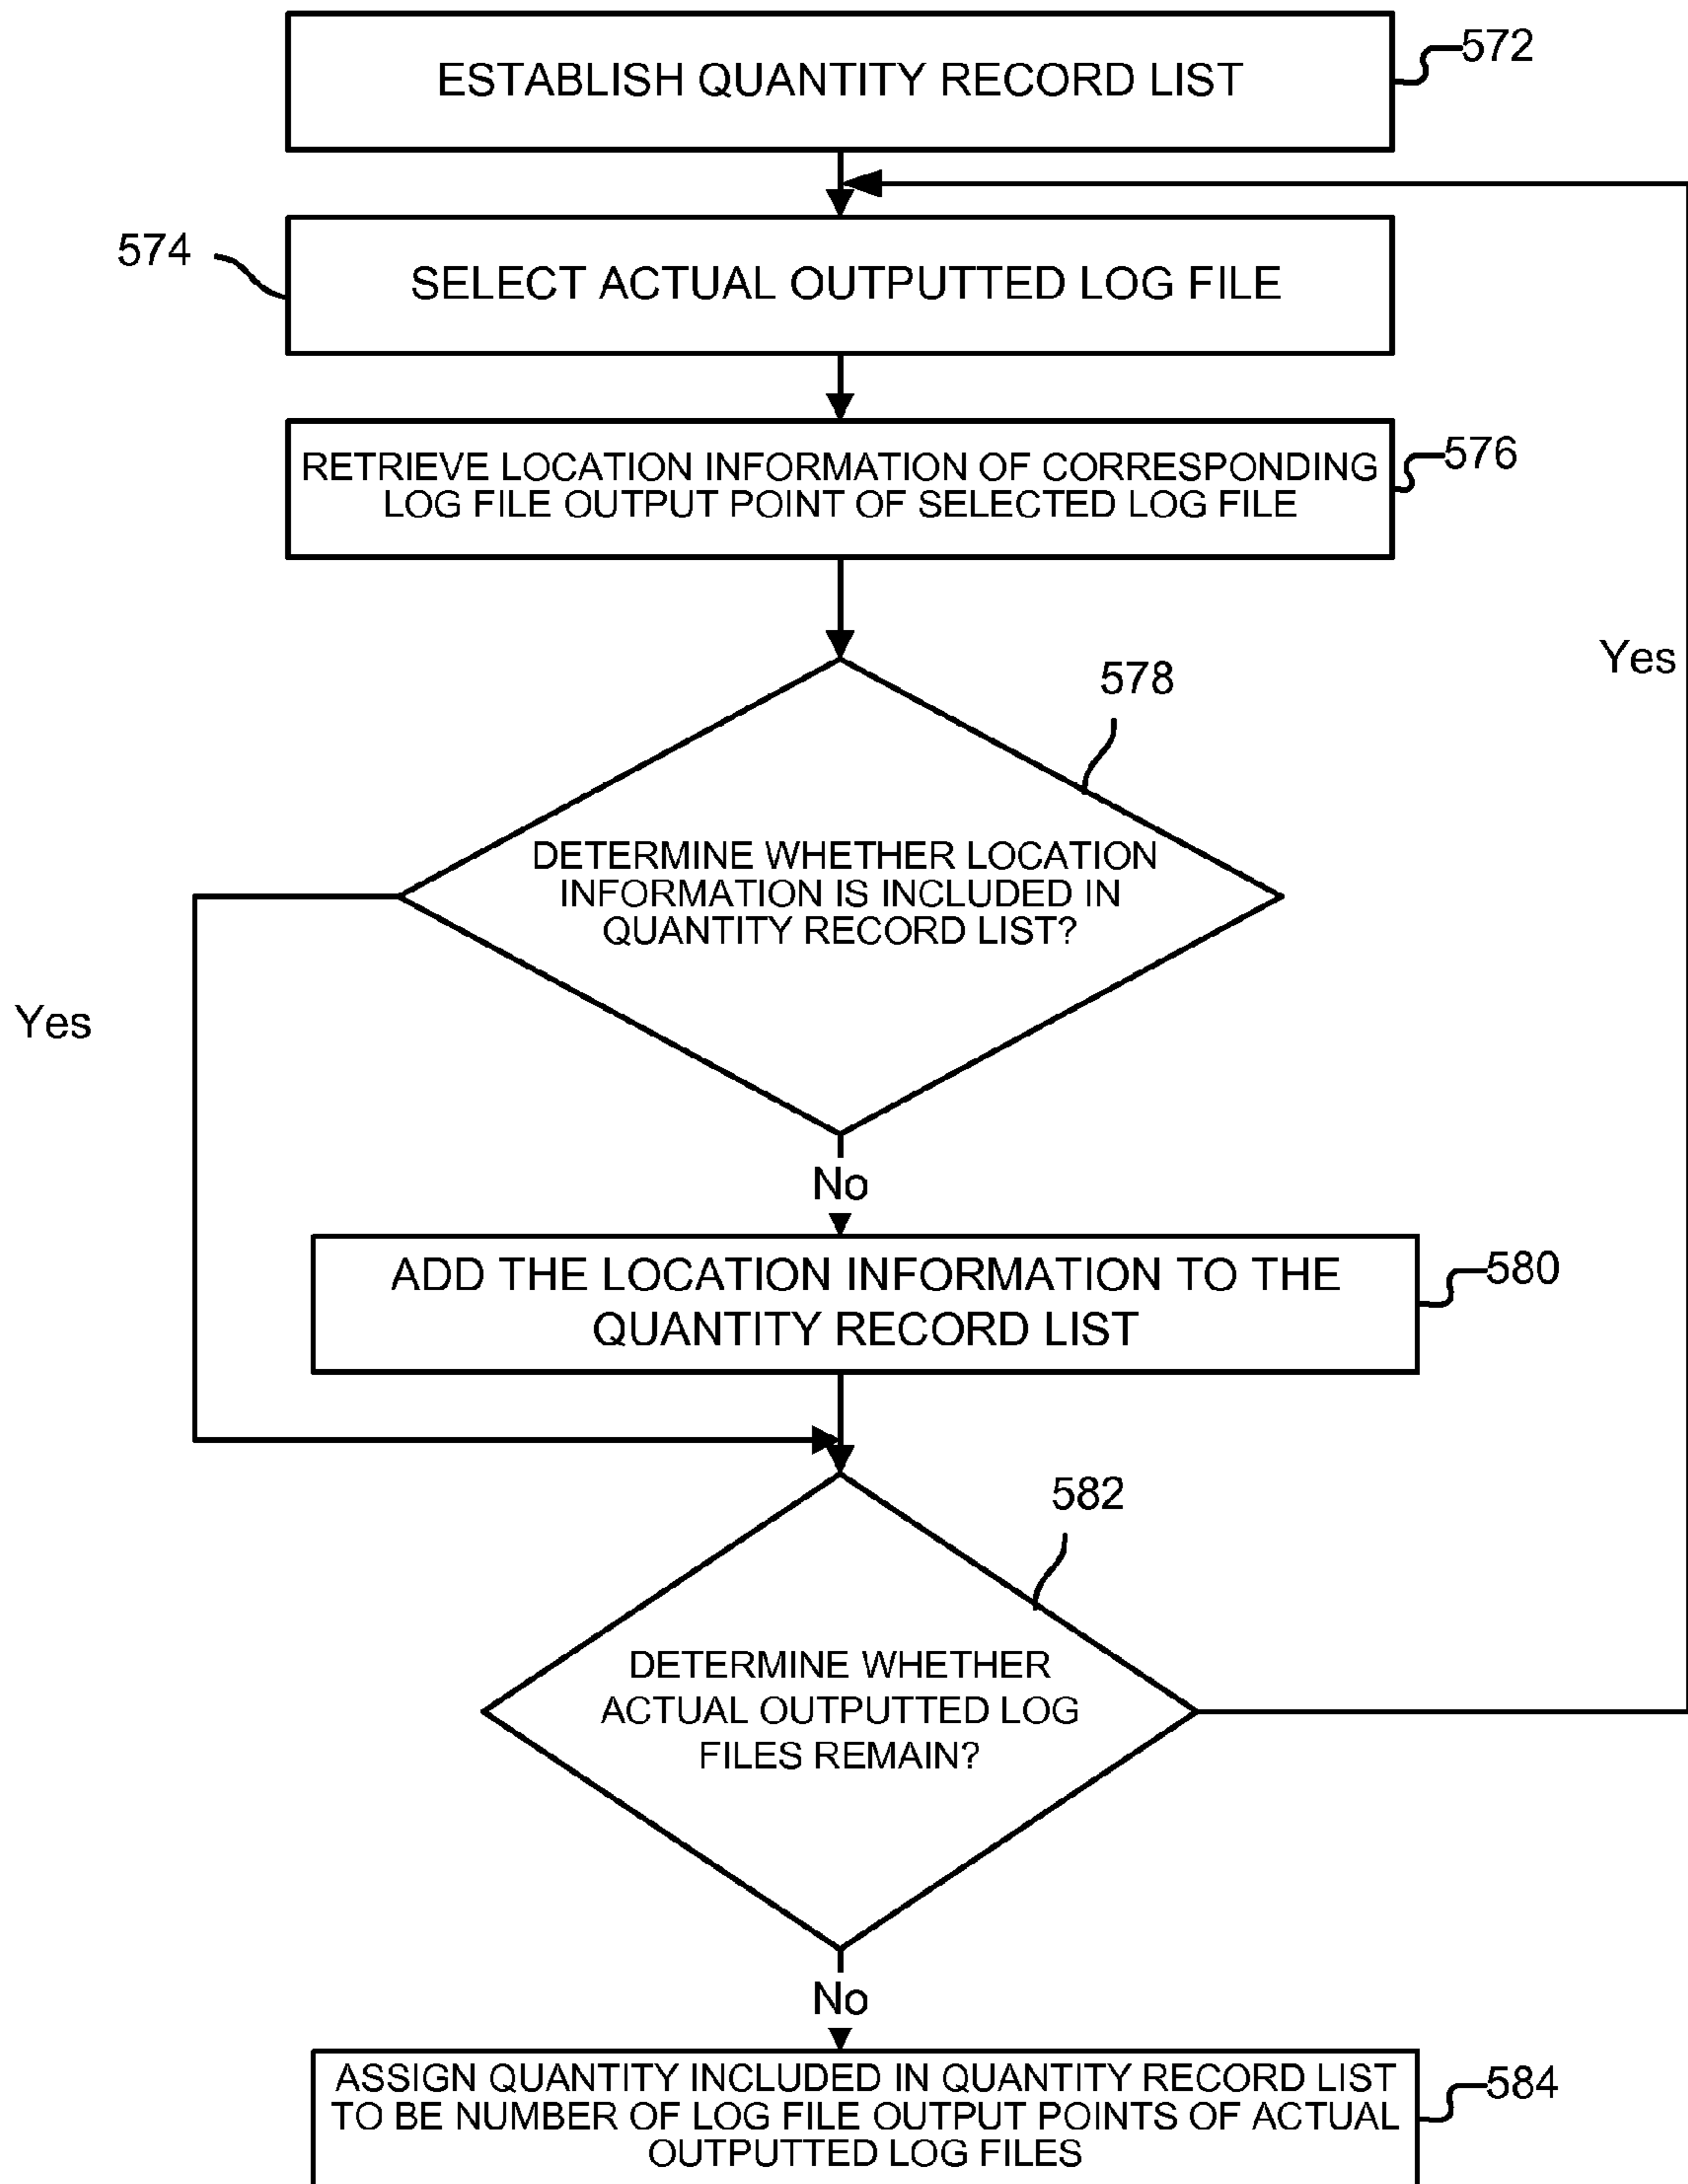 ESTABLISH QUANTITY RECORD LIST
572
574
SELECT ACTUAL OUTPUTTED LOG FILE
RETRIEVE LOCATION INFORMATION OF CORRESPONDING
LOG FILE OUTPUT POINT OF SELECTED LOG FILE
576
Yes
578
DETERMINE WHETHER LOCATION
INFORMATION IS INCLUDED IN
QUANTITY RECORD LIST?
Yes
No
ADD THE LOCATION INFORMATION TO THE
QUANTITY RECORD LIST
580
582
DETERMINE WHETHER
ACTUAL OUTPUTTED LOG
FILES REMAIN?
No
ASSIGN QUANTITY INCLUDED IN QUANTITY RECORD LIST
TO BE NUMBER OF LOG FILE OUTPUT POINTS OF ACTUAL
OUTPUTTED LOG FILES
584